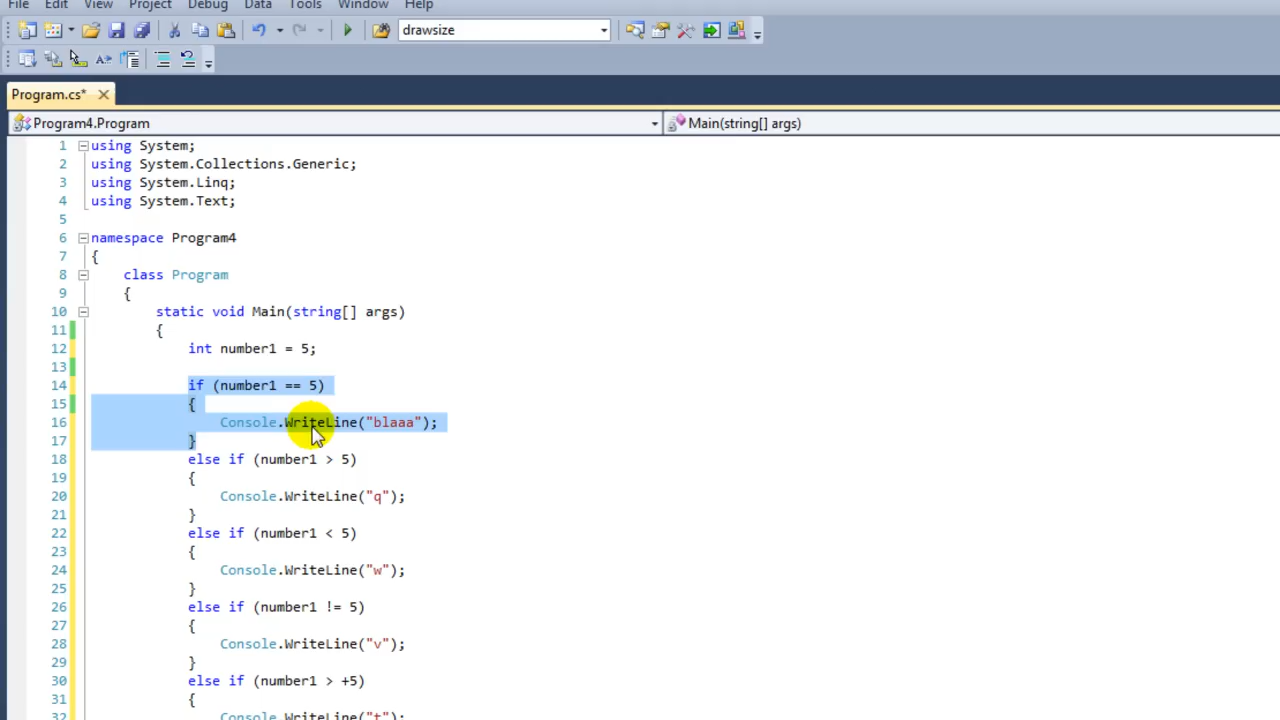 File Edit View Project Debug Data Tools Window Help
drawsize
Program.cs*
Program4.Program Main(string[] args)
1 using System;
2 using System.Collections.Generic;
3 using System.Linq;
4 using System.Text;
5
6 namespace Program4
7 {
8 class Program
9 {
10 static void Main(string[] args)
11 {
12 int number1 = 5;
13
14 if (number1 == 5)
15 {
16 Console.WriteLine("blaaa");
17 }
18 else if (number1 > 5)
19 {
20 Console.WriteLine("q");
21 }
22 else if (number1 < 5)
23 {
24 Console.WriteLine("w");
25 }
26 else if (number1 != 5)
27 {
28 Console.WriteLine("v");
29 }
30 else if (number1 > +5)
31 {
32 Console.WriteLine("t");